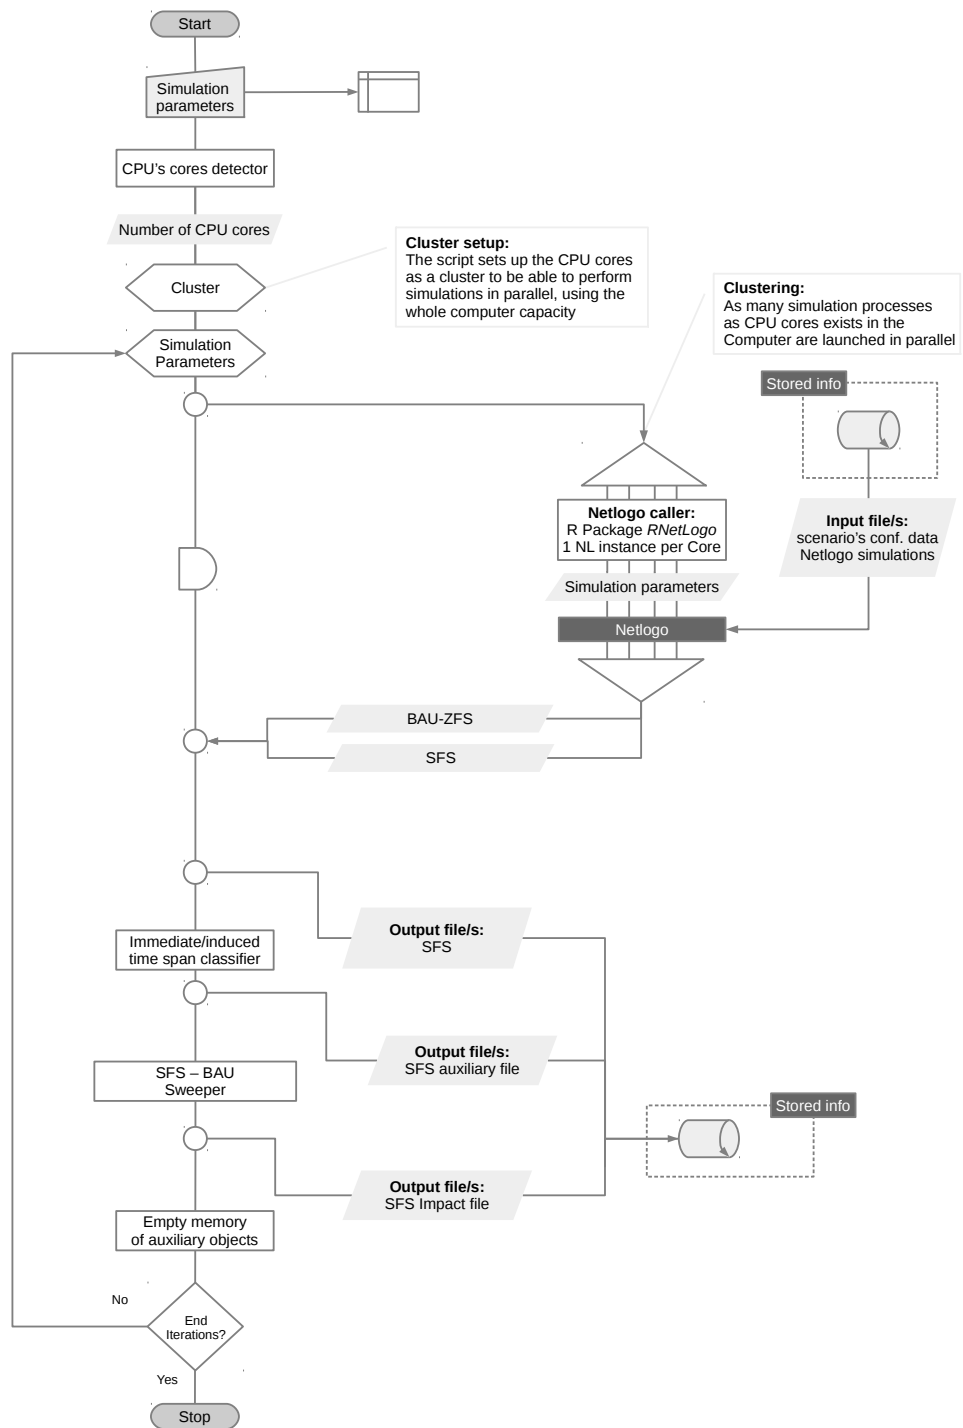 Start
Simulation
parameters
CPU's cores detector
Number of CPU cores
Cluster setup:
The script sets up the CPU cores
as a cluster to be able to perform
simulations in parallel, using the
whole computer capacity
Cluster
Clustering:
As many simulation processes
as CPU cores exists in the
Computer are launched in parallel
Simulation
Parameters
Stored info
Netlogo caller:
R Package RNetLogo
1 NL instance per Core
Input file/s:
scenario's conf. data
Netlogo simulations
Simulation parameters
Netlogo
BAU-ZFS
SFS
Output file/s:
SFS
Immediate/induced
time span classifier
Output file/s:
SFS auxiliary file
SFS – BAU
Sweeper
Stored info
Output file/s:
SFS Impact file
Empty memory
of auxiliary objects
No
End
Iterations?
Yes
Stop